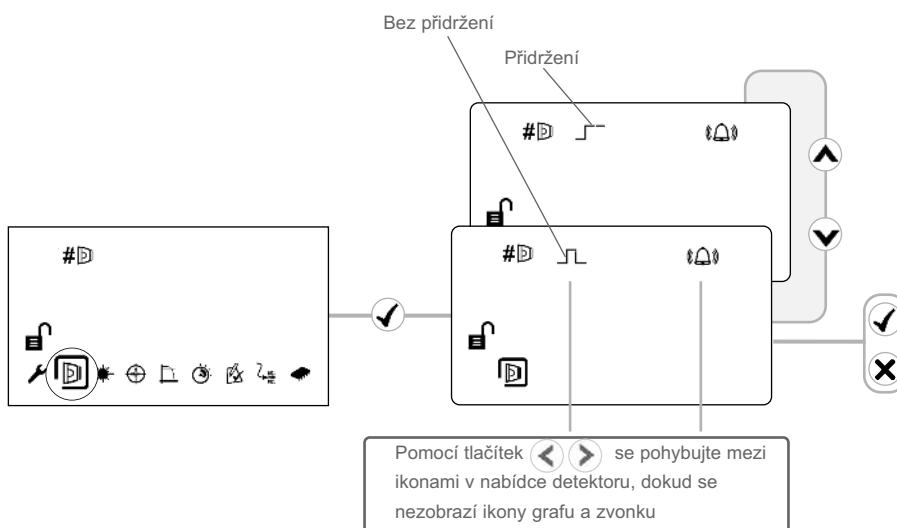 Bez přidržení
Přidržení
#
#
#
Pomocí tlačítek se pohybujte mezi
ikonami v nabídce detektoru, dokud se
nezobrazí ikony grafu a zvonku